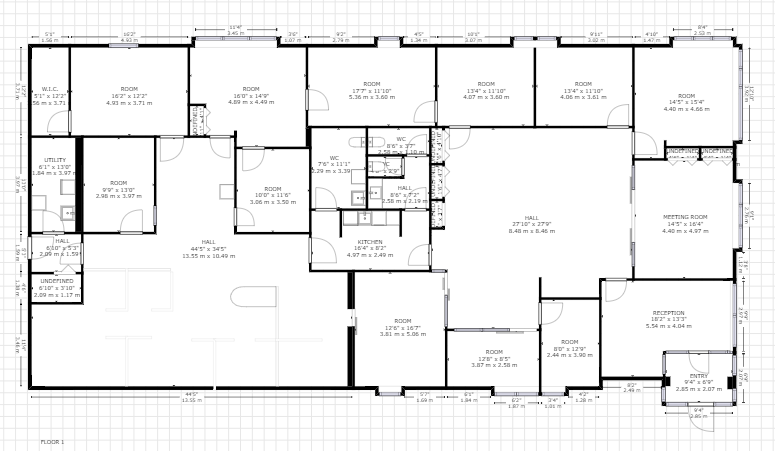 5'1"
1.56 m
16'2"
4.93 m
11'4"
3.45 m
3'6"
1.07 m
9'2"
2.79 m
4'5"
1.34 m
10'1"
3.07 m
9'11"
3.02 m
4'10"
1.47 m
8'4"
2.53 m
W.I.C.
5'1" x 12'2"
.56 m x 3.71
ROOM
16'2" x 12'2"
4.93 m x 3.71 m
ROOM
16'0" x 14'9"
4.89 m x 4.49 m
ROOM
17'7" x 11'10"
5.36 m x 3.60 m
ROOM
13'4" x 11'10"
4.07 m x 3.60 m
ROOM
13'4" x 11'10"
4.06 m x 3.61 m
ROOM
14'5" x 15'4"
4.40 m x 4.66 m
UTILITY
6'1" x 13'0"
1.84 m x 3.97 m
ROOM
9'9" x 13'0"
2.98 m x 3.97 m
ROOM
10'0" x 11'6"
3.06 m x 3.50 m
WC
7'6" x 11'1"
2.29 m x 3.39
WC
8'6" x 3'7"
2.58 m x 1.10 m
HALL
8'6" x 7'2"
2.58 m x 2.19 m
UNDEFINED
UNDEFINED
HALL
27'10" x 27'9"
8.48 m x 8.46 m
MEETING ROOM
14'5" x 16'4"
4.40 m x 4.97 m
HALL
6'10" x 5'3"
2.09 m x 1.59
HALL
44'5" x 34'5"
13.55 m x 10.49 m
KITCHEN
16'4" x 8'2"
4.97 m x 2.49 m
UNDEFINED
6'10" x 3'10"
2.09 m x 1.17 m
ROOM
12'6" x 16'7"
3.81 m x 5.06 m
ROOM
12'8" x 8'5"
3.87 m x 2.58 m
ROOM
8'0" x 12'9"
2.44 m x 3.90 m
RECEPTION
18'2" x 13'3"
5.54 m x 4.04 m
ENTRY
9'4" x 6'9"
2.85 m x 2.07 m
44'5"
13.55 m
5'7"
1.69 m
6'1"
1.84 m
6'2"
1.87 m
3'4"
1.01 m
4'2"
1.28 m
8'2"
2.49 m
9'4"
2.85 m
FLOOR 1